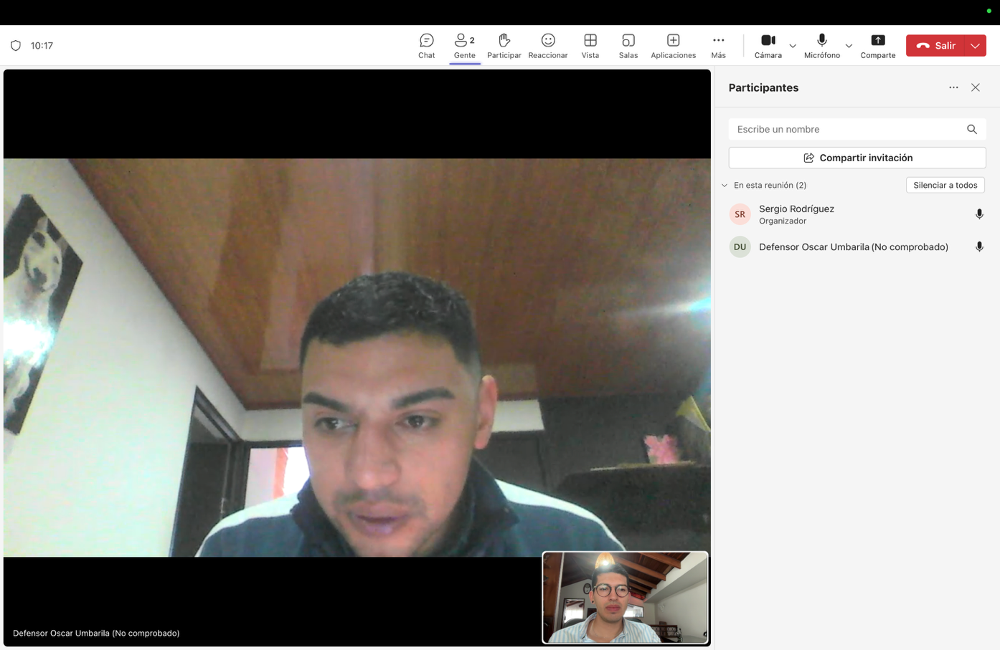 10:17
Chat
Gente
2
Participar
Reaccionar
Vista
Salas
Aplicaciones
Más
Cámara
Micrófono
Comparte
Salir
Participantes
Escribe un nombre
Compartir invitación
En esta reunión (2)
Silenciar a todos
SR
Sergio Rodríguez
Organizador
DU
Defensor Oscar Umbarila (No comprobado)
Defensor Oscar Umbarila (No comprobado)